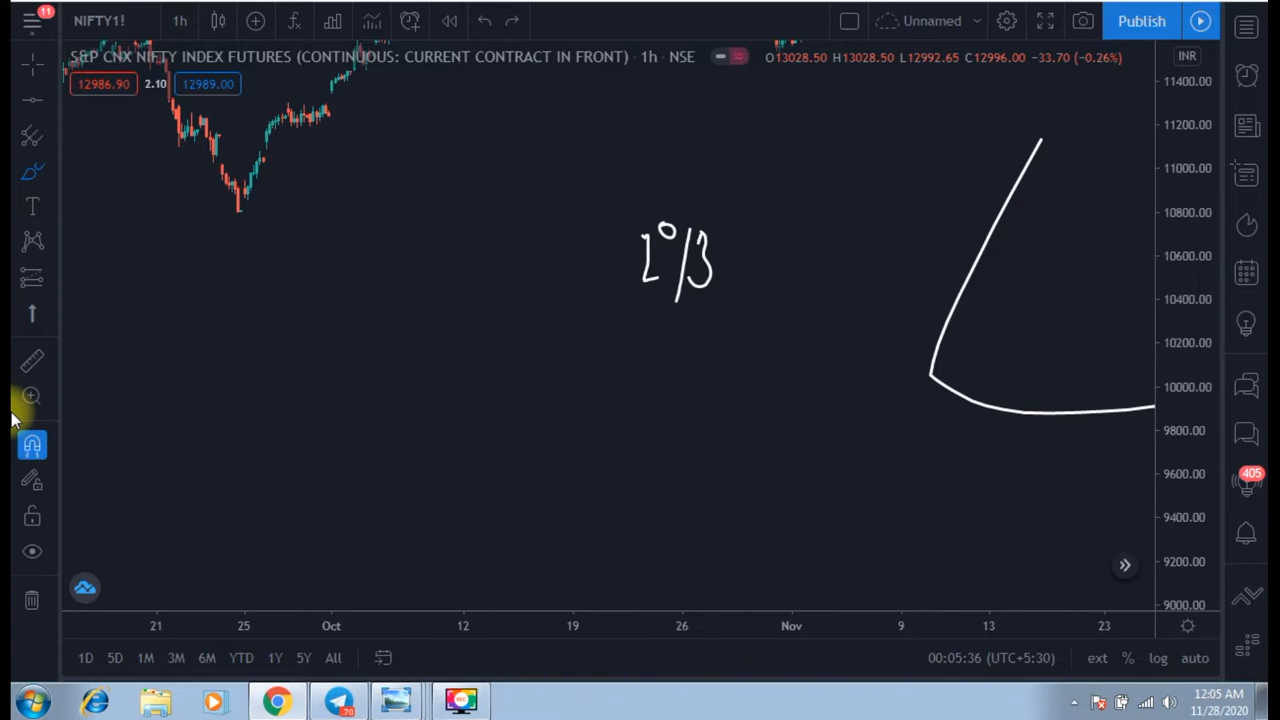 11
NIFTY1!
1h
Unnamed
Publish
S&P CNX NIFTY INDEX FUTURES (CONTINUOUS: CURRENT CONTRACT IN FRONT) · 1h · NSE
O13028.50 H13028.50 L12992.65 C12996.00 −33.70 (−0.26%)
INR
12986.90 2.10 12989.00
11400.00
11200.00
11000.00
10800.00
10600.00
10400.00
10200.00
10000.00
9800.00
9600.00
9400.00
9200.00
9000.00
405
21 25 Oct 12 19 26 Nov 9 13 23
1D 5D 1M 3M 6M YTD 1Y 5Y All
00:05:36 (UTC+5:30)
ext % log auto
REC
70
12:05 AM
11/28/2020